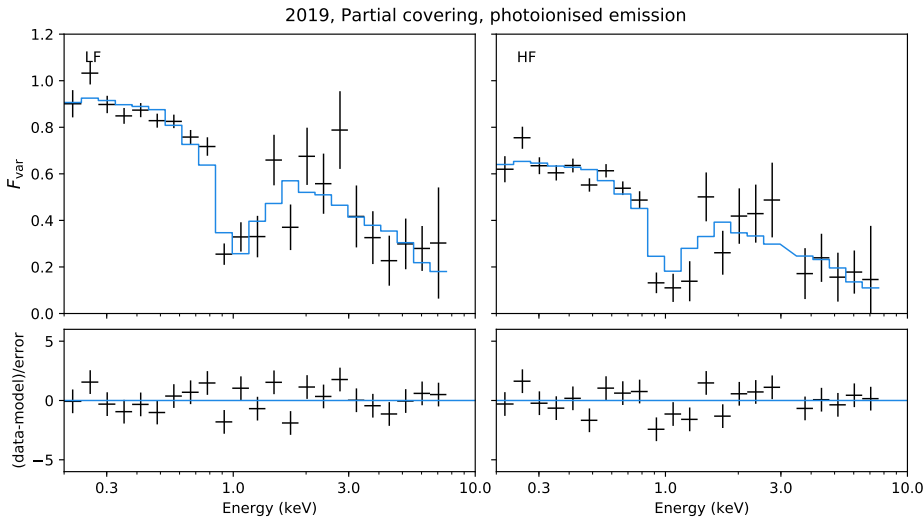 2019, Partial covering, photoionised emission
LF
HF
F_var
1.2
1.0
0.8
0.6
0.4
0.2
0.0
(data-model)/error
5
0
−5
0.3 1.0 3.0 10.0
0.3 1.0 3.0 10.0
Energy (keV)
Energy (keV)